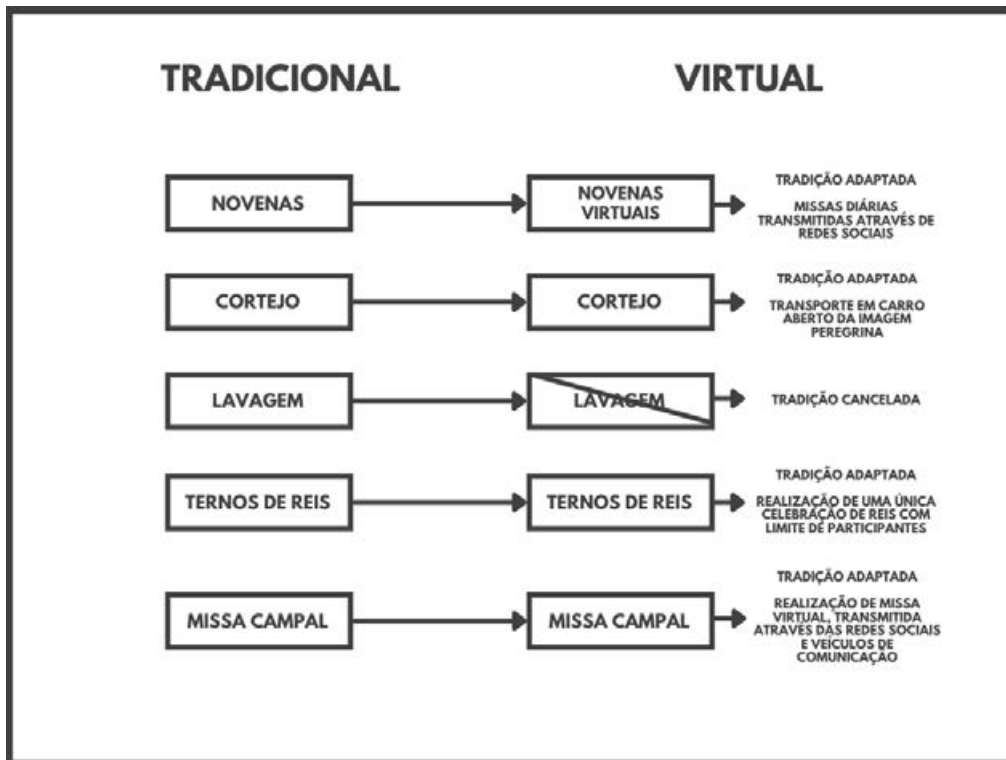 TRADICIONAL
VIRTUAL
NOVENAS
NOVENAS
VIRTUAIS
TRADIÇÃO ADAPTADA
MISSAS DIÁRIAS
TRANSMITIDAS ATRAVÉS DE
REDES SOCIAIS
CORTEJO
CORTEJO
TRADIÇÃO ADAPTADA
TRANSPORTE EM CARRO
ABERTO DA IMAGEM
PEREGRINA
LAVAGEM
LAVAGEM
TRADIÇÃO CANCELADA
TERNOS DE REIS
TERNOS DE REIS
TRADIÇÃO ADAPTADA
REALIZAÇÃO DE UMA ÚNICA
CELEBRAÇÃO DE REIS COM
LIMITE DE PARTICIPANTES
MISSA CAMPAL
MISSA CAMPAL
TRADIÇÃO ADAPTADA
REALIZAÇÃO DE MISSA
VIRTUAL, TRANSMITIDA
ATRAVÉS DAS REDES SOCIAIS
E VEÍCULOS DE
COMUNICAÇÃO